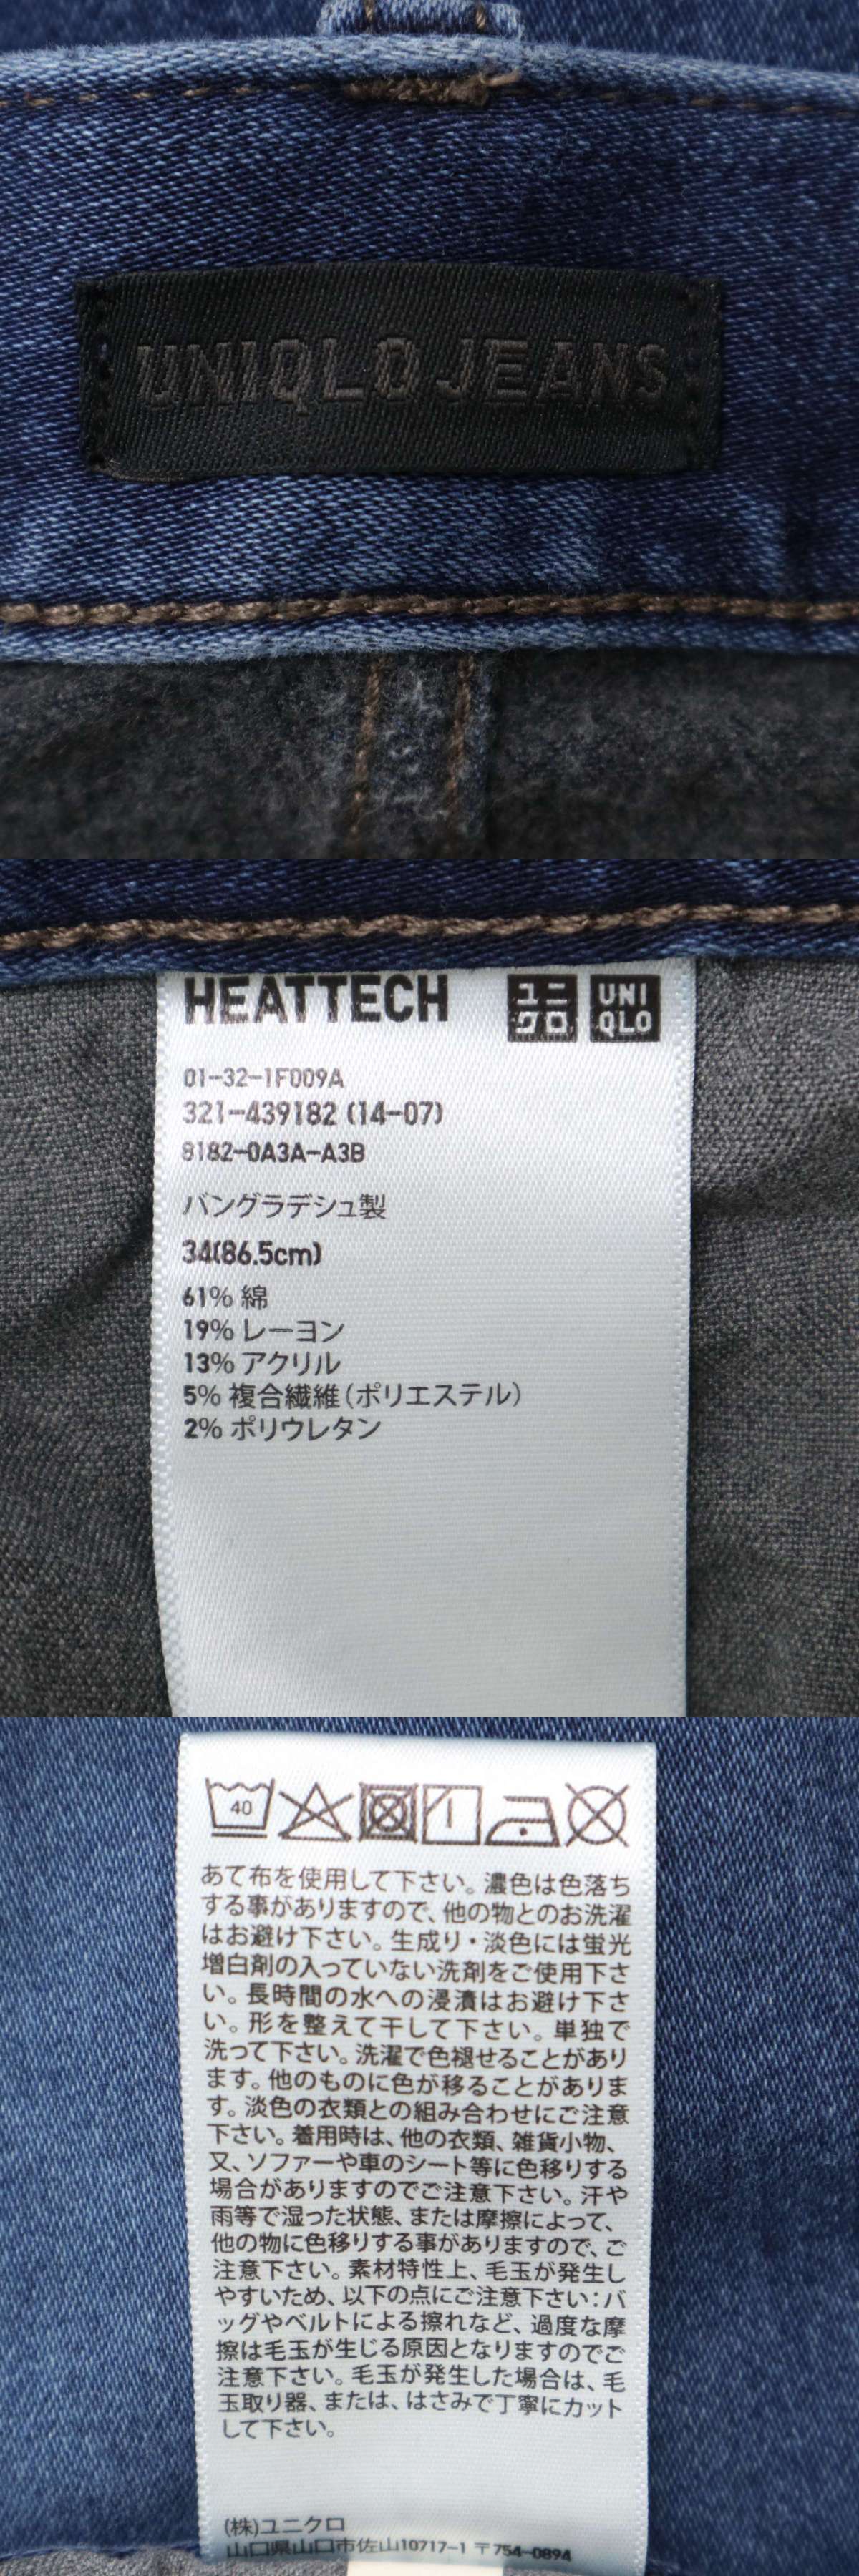 UNIQLO JEANS
HEATTECH
ユニ
クロ
UNI
QLO
01-32-1F009A
321-439182 (14-07)
8182-0A3A-A3B
バングラデシュ製
34(86.5cm)
61% 綿
19% レーヨン
13% アクリル
5% 複合繊維(ポリエステル)
2% ポリウレタン
40
あて布を使用して下さい。濃色は色落ち
する事がありますので、他の物とのお洗濯
はお避け下さい。生成り・淡色には蛍光
増白剤の入っていない洗剤をご使用下さ
い。長時間の水への浸漬はお避け下さ
い。形を整えて干して下さい。単独で
洗って下さい。洗濯で色褪せることがあり
ます。他のものに色が移ることがありま
す。淡色の衣類との組み合わせにご注意
下さい。着用時は、他の衣類、雑貨小物、
又、ソファーや車のシート等に色移りする
場合がありますのでご注意下さい。汗や
雨等で湿った状態、または摩擦によって、
他の物に色移りする事がありますので、ご
注意下さい。素材特性上、毛玉が発生し
やすいため、以下の点にご注意下さい：バ
ッグやベルトによる擦れなど、過度な摩
擦は毛玉が生じる原因となりますのでご
注意下さい。毛玉が発生した場合は、毛
玉取り器、または、はさみで丁寧にカット
して下さい。
(株)ユニクロ
山口県山口市佐山10717-1 〒754-0894